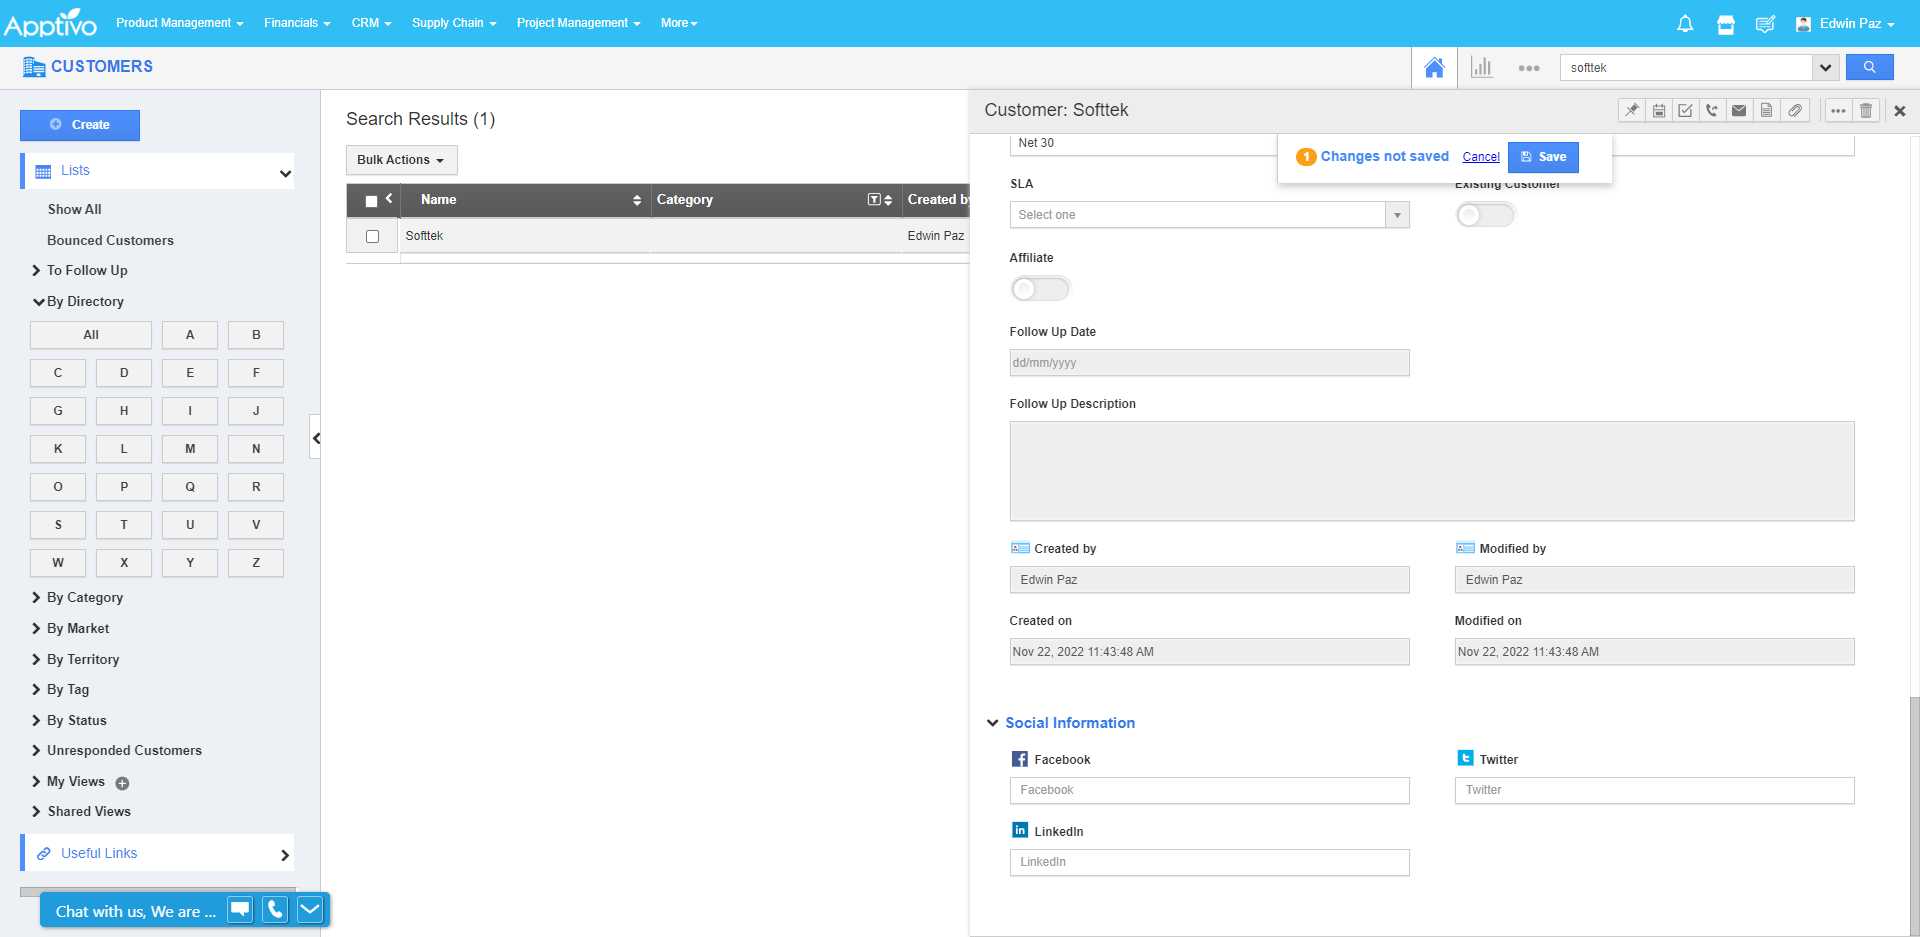 Apptivo
Product Management
Financials
CRM
Supply Chain
Project Management
More
Edwin Paz
CUSTOMERS
softtek
Create
Lists
Show All
Bounced Customers
To Follow Up
By Directory
All A B
C D E F
G H I J
K L M N
O P Q R
S T U V
W X Y Z
By Category
By Market
By Territory
By Tag
By Status
Unresponded Customers
My Views
Shared Views
Useful Links
Chat with us, We are ...
Search Results (1)
Bulk Actions
Name Category Created by
Softtek Edwin Paz
Customer: Softtek
Net 30
1 Changes not saved Cancel Save
SLA
Existing Customer
Select one
Affiliate
Follow Up Date
dd/mm/yyyy
Follow Up Description
Created by
Modified by
Edwin Paz
Edwin Paz
Created on
Modified on
Nov 22, 2022 11:43:48 AM
Nov 22, 2022 11:43:48 AM
Social Information
Facebook
Twitter
Facebook
Twitter
LinkedIn
LinkedIn